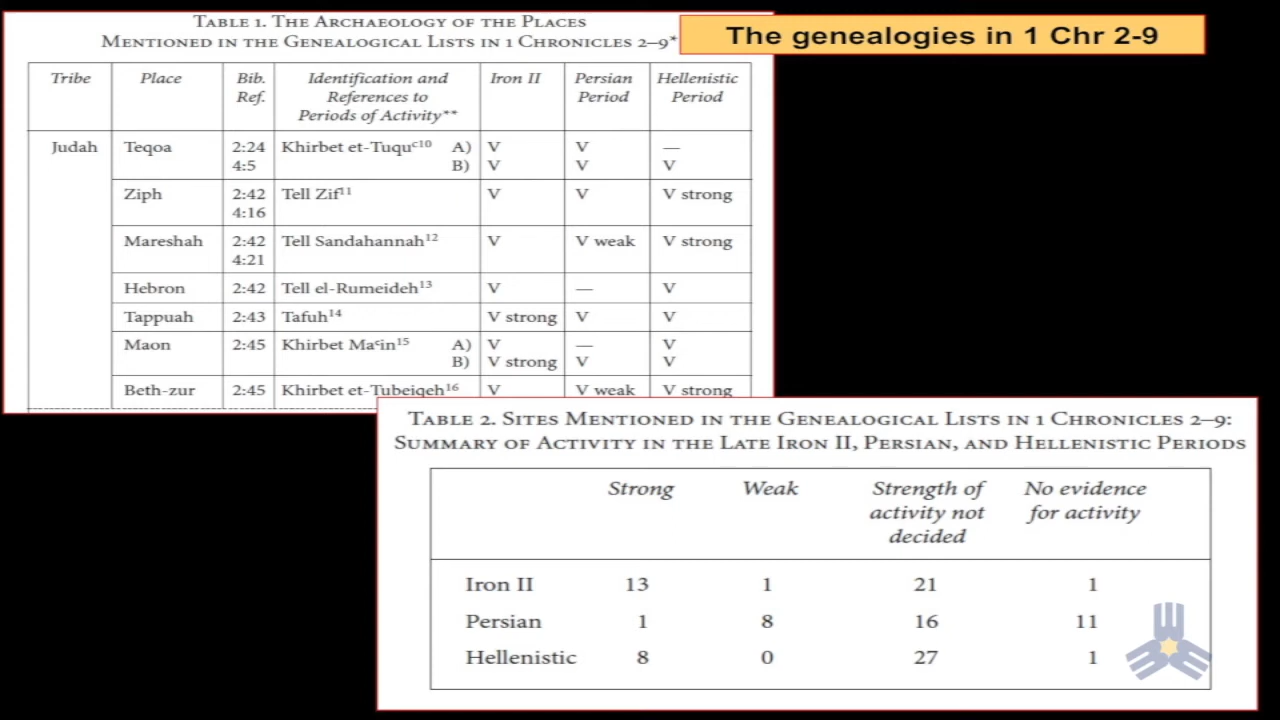 TABLE 1. THE ARCHAEOLOGY OF THE PLACES
MENTIONED IN THE GENEALOGICAL LISTS IN 1 CHRONICLES 2–9*
The genealogies in 1 Chr 2-9
Tribe Place Bib. Ref. Identification and References to Periods of Activity** Iron II Persian Period Hellenistic Period
Judah Teqoa 2:24 Khirbet et-Tuquᶜ¹⁰ A) V V —
4:5 B) V V V
Ziph 2:42 Tell Zif¹¹ V V V strong
4:16
Mareshah 2:42 Tell Sandahannah¹² V V weak V strong
4:21
Hebron 2:42 Tell el-Rumeideh¹³ V — V
Tappuah 2:43 Tafuh¹⁴ V strong V V
Maon 2:45 Khirbet Maᶜin¹⁵ A) V — V
B) V strong V V
Beth-zur 2:45 Khirbet et-Tubeiqeh¹⁶ V V weak V strong
TABLE 2. SITES MENTIONED IN THE GENEALOGICAL LISTS IN 1 CHRONICLES 2–9:
SUMMARY OF ACTIVITY IN THE LATE IRON II, PERSIAN, AND HELLENISTIC PERIODS
Strong Weak Strength of activity not decided No evidence for activity
Iron II 13 1 21 1
Persian 1 8 16 11
Hellenistic 8 0 27 1